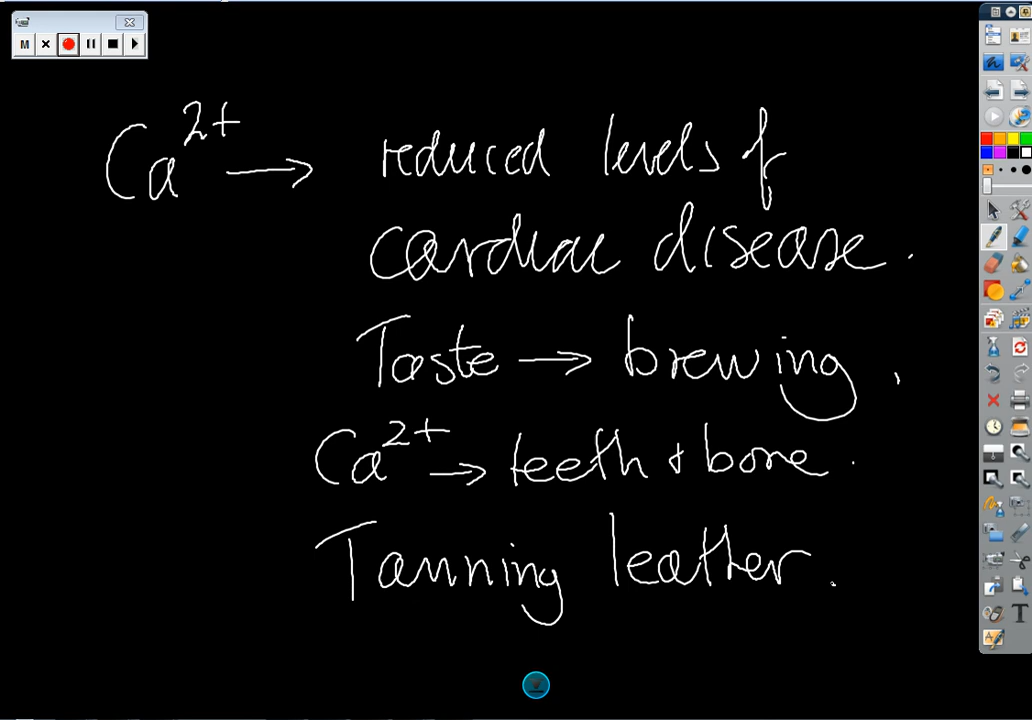 Ca²⁺ → reduced levels of
cardiac disease.
Taste → brewing,
Ca²⁺ → teeth & bone.
Tanning leather.
M
T